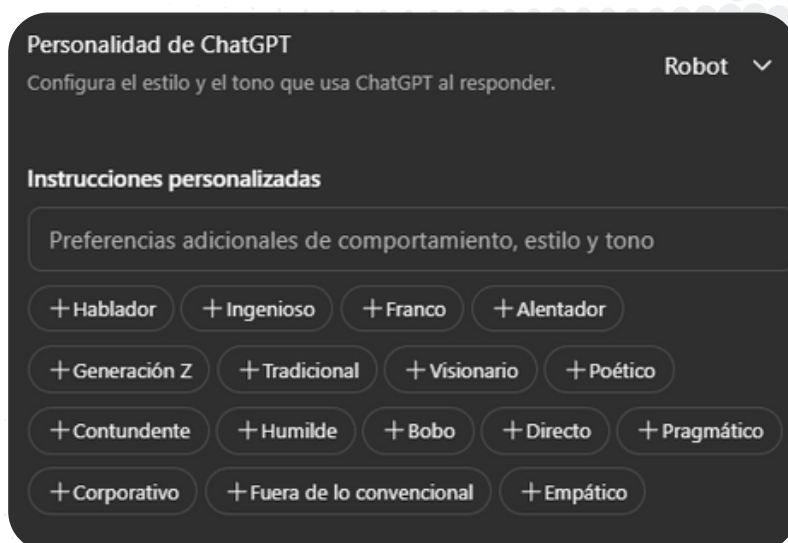 Personalidad de ChatGPT
Robot
Configura el estilo y el tono que usa ChatGPT al responder.
Instrucciones personalizadas
Preferencias adicionales de comportamiento, estilo y tono
+Hablador +Ingenioso +Franco +Alentador
+Generación Z +Tradicional +Visionario +Poético
+Contundente +Humilde +Bobo +Directo +Pragmático
+Corporativo +Fuera de lo convencional +Empático